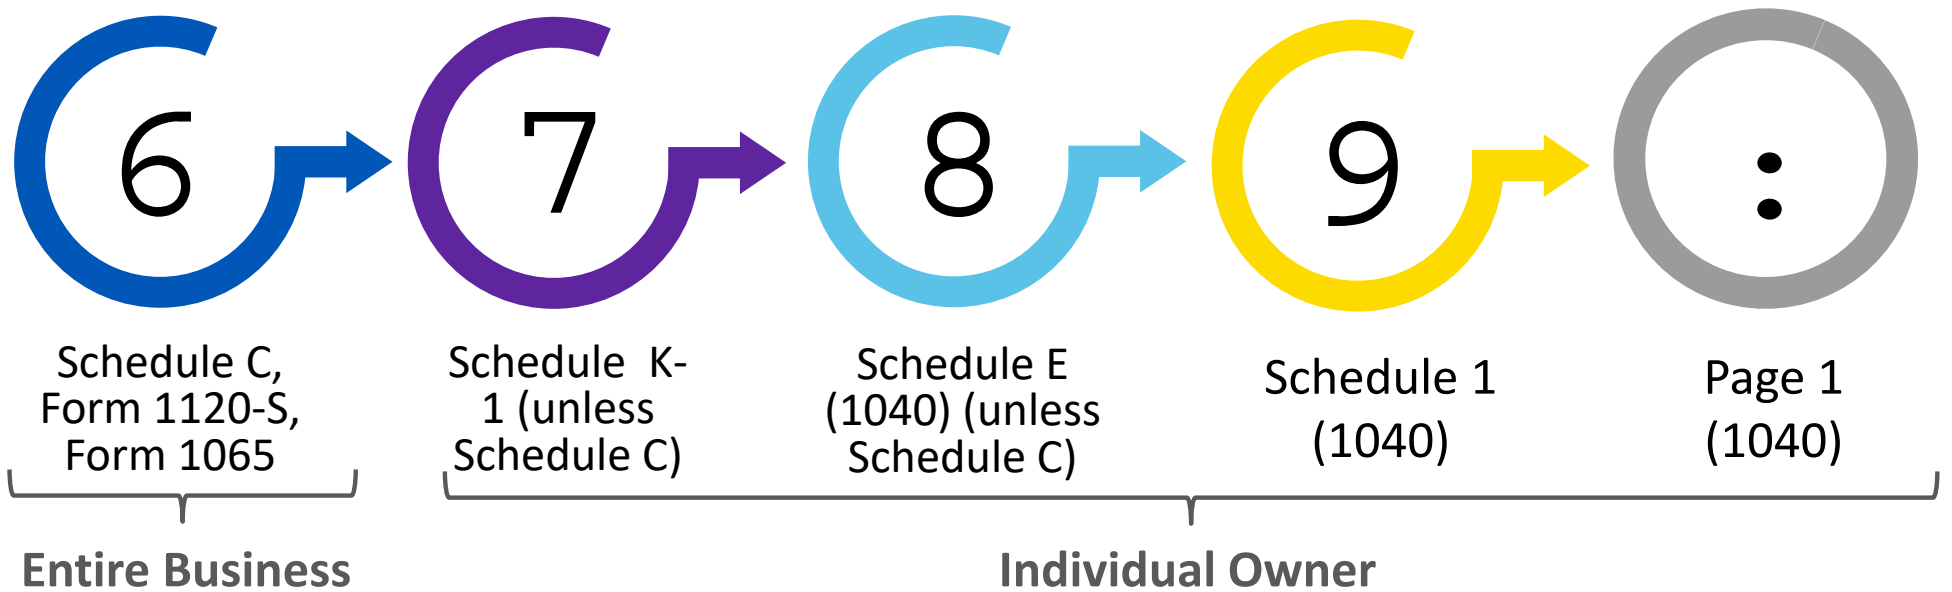 6
7
8
9
:
Schedule C,
Form 1120-S,
Form 1065
Schedule K-
1 (unless
Schedule C)
Schedule E
(1040) (unless
Schedule C)
Schedule 1
(1040)
Page 1
(1040)
Entire Business
Individual Owner